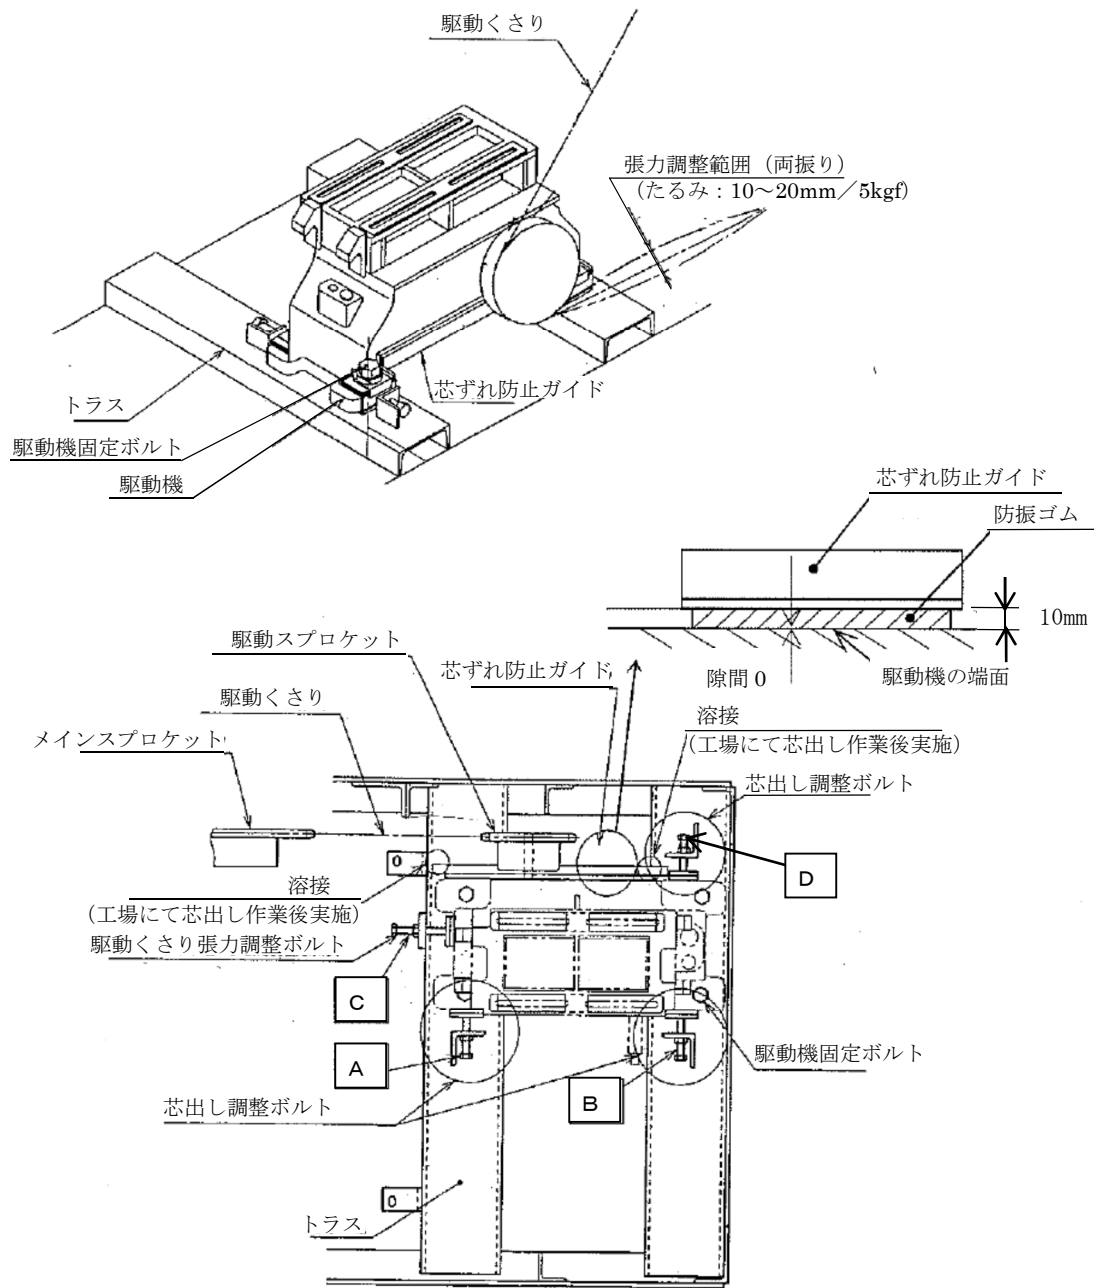 駆動くさり
張力調整範囲（両振り）
（たるみ：10～20mm／5kgf）
芯ずれ防止ガイド
トラス
駆動機固定ボルト
駆動機
芯ずれ防止ガイド
防振ゴム
10mm
駆動スプロケット
芯ずれ防止ガイド
隙間 0
駆動機の端面
駆動くさり
溶接
（工場にて芯出し作業後実施）
メインスプロケット
芯出し調整ボルト
D
溶接
（工場にて芯出し作業後実施）
駆動くさり張力調整ボルト
C
A
駆動機固定ボルト
B
芯出し調整ボルト
トラス